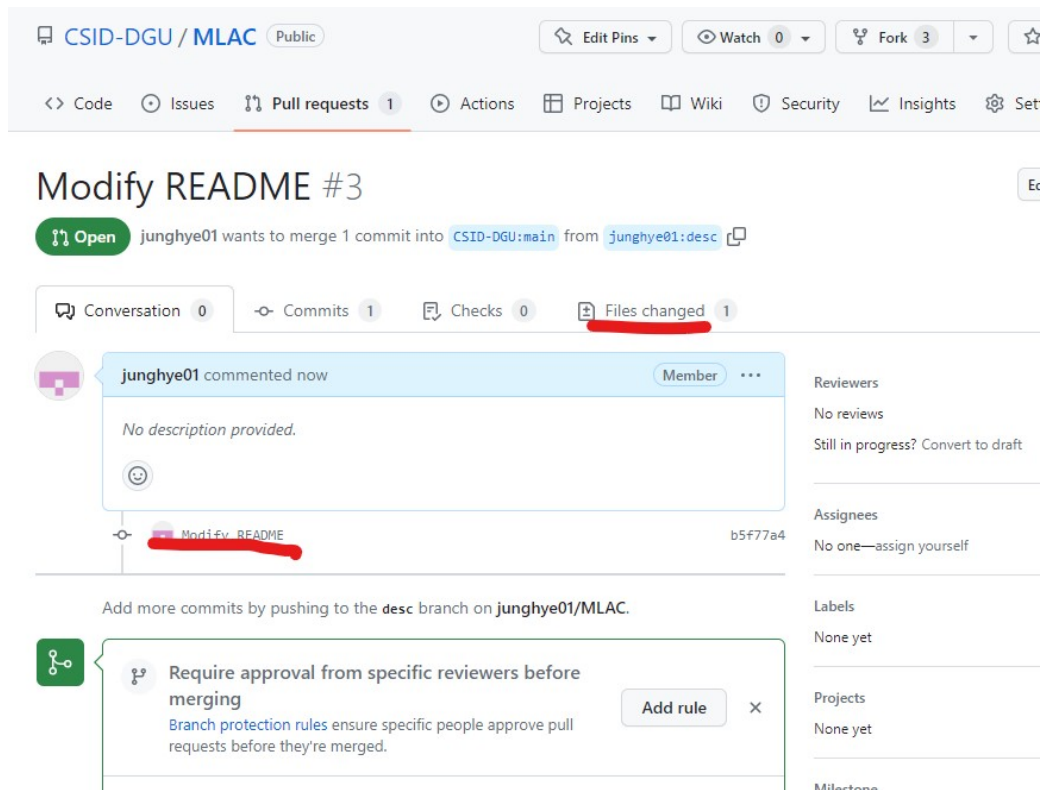 CSID-DGU / MLAC Public
Edit Pins Watch 0 Fork 3
<> Code Issues Pull requests 1 Actions Projects Wiki Security Insights
Modify README #3
Open junghye01 wants to merge 1 commit into CSID-DGU:main from junghye01:desc
Conversation 0 Commits 1 Checks 0 Files changed 1
junghye01 commented now Member ...
No description provided.
Modify README b5f77a4
Add more commits by pushing to the desc branch on junghye01/MLAC.
Require approval from specific reviewers before
merging
Branch protection rules ensure specific people approve pull
requests before they're merged.
Add rule
Reviewers
No reviews
Still in progress? Convert to draft
Assignees
No one—assign yourself
Labels
None yet
Projects
None yet
Milestone